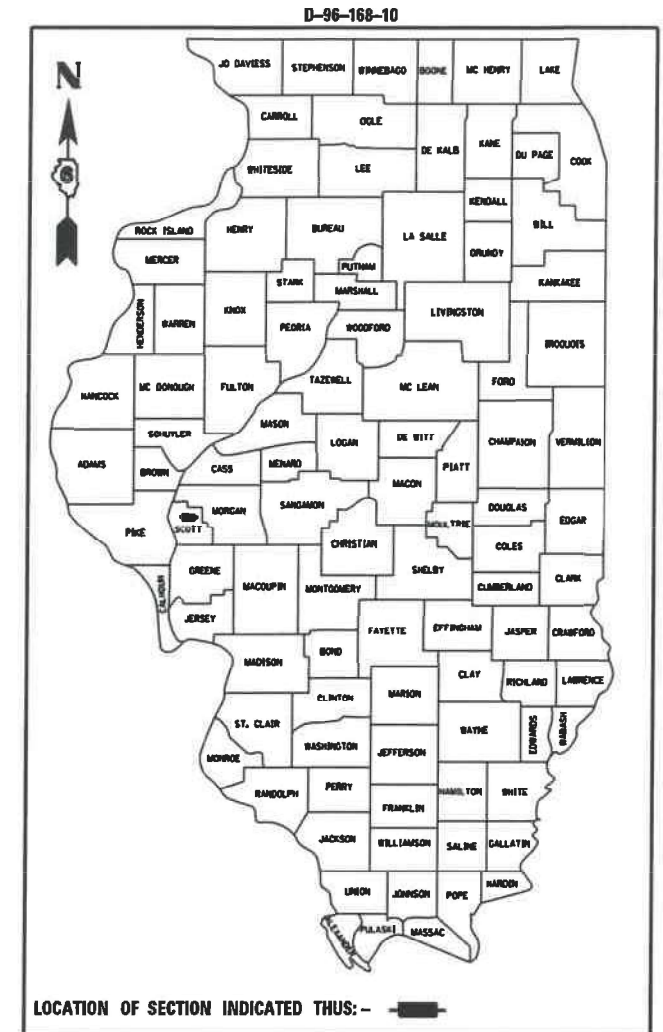 D-96-168-10
JO DAVIESS STEPHENSON WINNEBAGO BOONE MC HENRY LAKE
N
CARROLL OGLE
DE KALB KANE DU PAGE COOK
6
WHITESIDE LEE
KENDALL
ROCK ISLAND HENRY BUREAU LA SALLE WILL
GRUNDY
MERCER PUTNAM
STARK MARSHALL KANKAKEE
HENDERSON WARREN KNOX LIVINGSTON
PEORIA WOODFORD IROQUOIS
HANCOCK MC DONOUGH FULTON TAZEWELL MC LEAN FORD
MASON
SCHUYLER LOGAN DE WITT CHAMPAIGN VERMILION
ADAMS BROWN CASS MENARD PIATT
MACON
PIKE SCOTT MORGAN SANGAMON DOUGLAS EDGAR
MOULTRIE
CHRISTIAN COLES
GREENE SHELBY
CALHOUN MACOUPIN MONTGOMERY CUMBERLAND CLARK
JERSEY FAYETTE EFFINGHAM JASPER CRAWFORD
MADISON BOND
CLAY RICHLAND LAWRENCE
CLINTON MARION
ST. CLAIR WAYNE EDWARDS WABASH
WASHINGTON JEFFERSON
MONROE
RANDOLPH PERRY HAMILTON WHITE
FRANKLIN
JACKSON WILLIAMSON SALINE GALLATIN
UNION JOHNSON POPE HARDIN
ALEXANDER PULASKI MASSAC
LOCATION OF SECTION INDICATED THUS: -